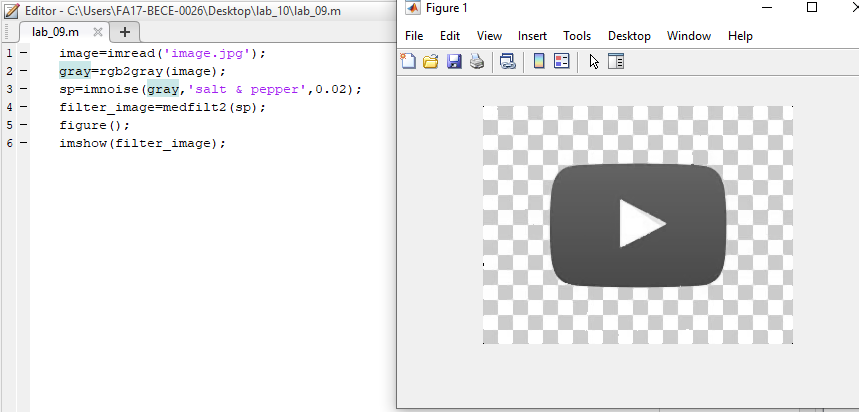 Editor - C:\Users\FA17-BECE-0026\Desktop\lab_10\lab_09.m
lab_09.m
1 image=imread('image.jpg');
2 gray=rgb2gray(image);
3 sp=imnoise(gray,'salt & pepper',0.02);
4 filter_image=medfilt2(sp);
5 figure();
6 imshow(filter_image);
Figure 1
File Edit View Insert Tools Desktop Window Help